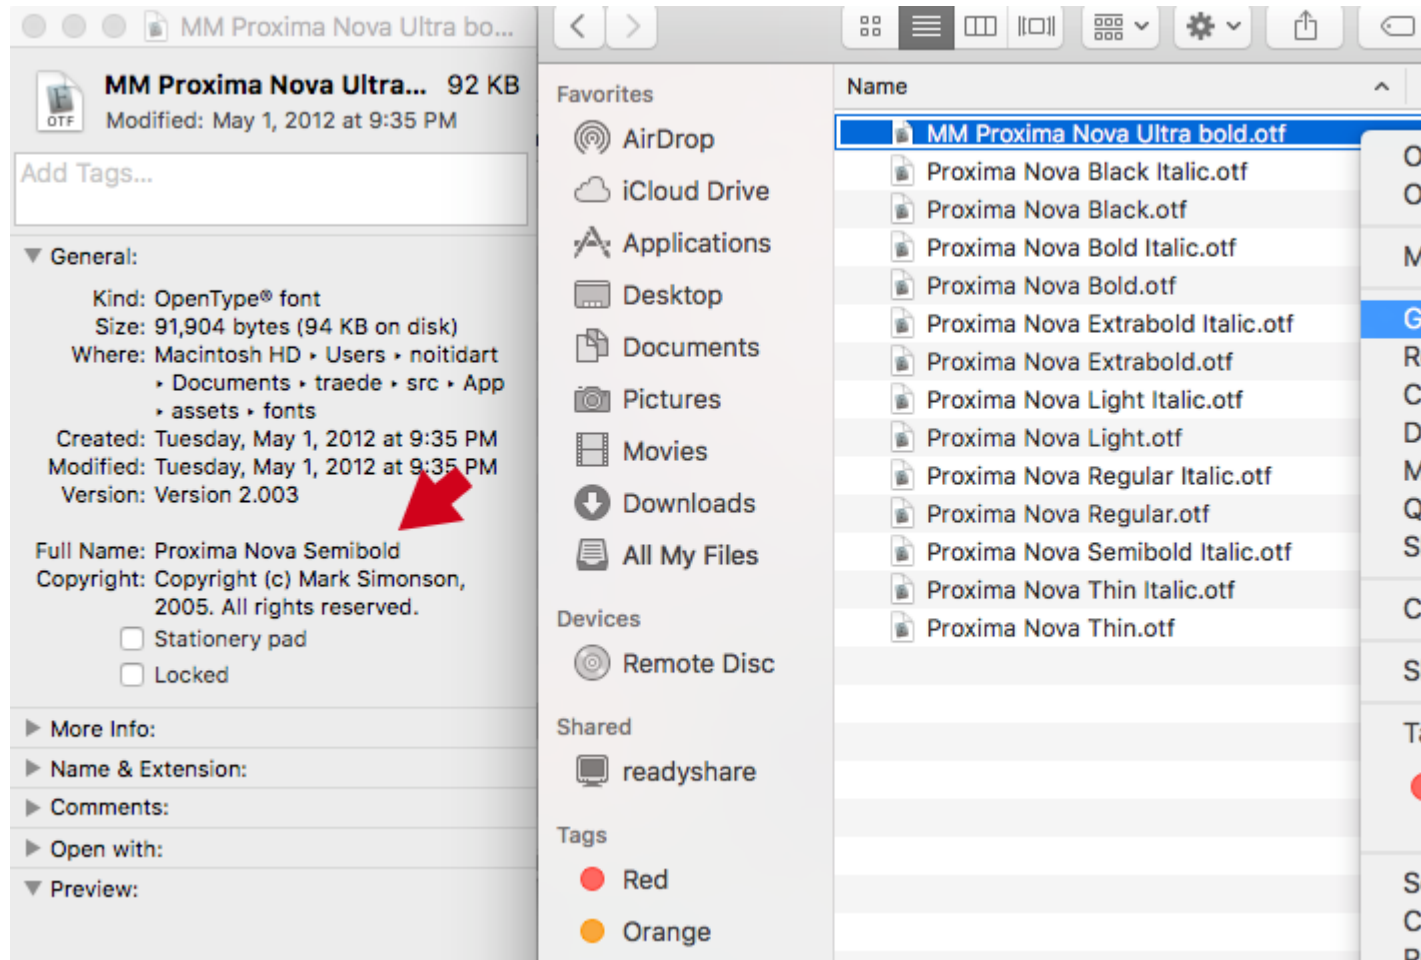 MM Proxima Nova Ultra bo...
MM Proxima Nova Ultra... 92 KB
OTF
Modified: May 1, 2012 at 9:35 PM
Add Tags...
General:
Kind: OpenType® font
Size: 91,904 bytes (94 KB on disk)
Where: Macintosh HD ‣ Users ‣ noitidart
‣ Documents ‣ traede ‣ src ‣ App
‣ assets ‣ fonts
Created: Tuesday, May 1, 2012 at 9:35 PM
Modified: Tuesday, May 1, 2012 at 9:35 PM
Version: Version 2.003
Full Name: Proxima Nova Semibold
Copyright: Copyright (c) Mark Simonson,
2005. All rights reserved.
Stationery pad
Locked
More Info:
Name & Extension:
Comments:
Open with:
Preview:
Favorites
AirDrop
iCloud Drive
Applications
Desktop
Documents
Pictures
Movies
Downloads
All My Files
Devices
Remote Disc
Shared
readyshare
Tags
Red
Orange
Name
MM Proxima Nova Ultra bold.otf
Proxima Nova Black Italic.otf
Proxima Nova Black.otf
Proxima Nova Bold Italic.otf
Proxima Nova Bold.otf
Proxima Nova Extrabold Italic.otf
Proxima Nova Extrabold.otf
Proxima Nova Light Italic.otf
Proxima Nova Light.otf
Proxima Nova Regular Italic.otf
Proxima Nova Regular.otf
Proxima Nova Semibold Italic.otf
Proxima Nova Thin Italic.otf
Proxima Nova Thin.otf